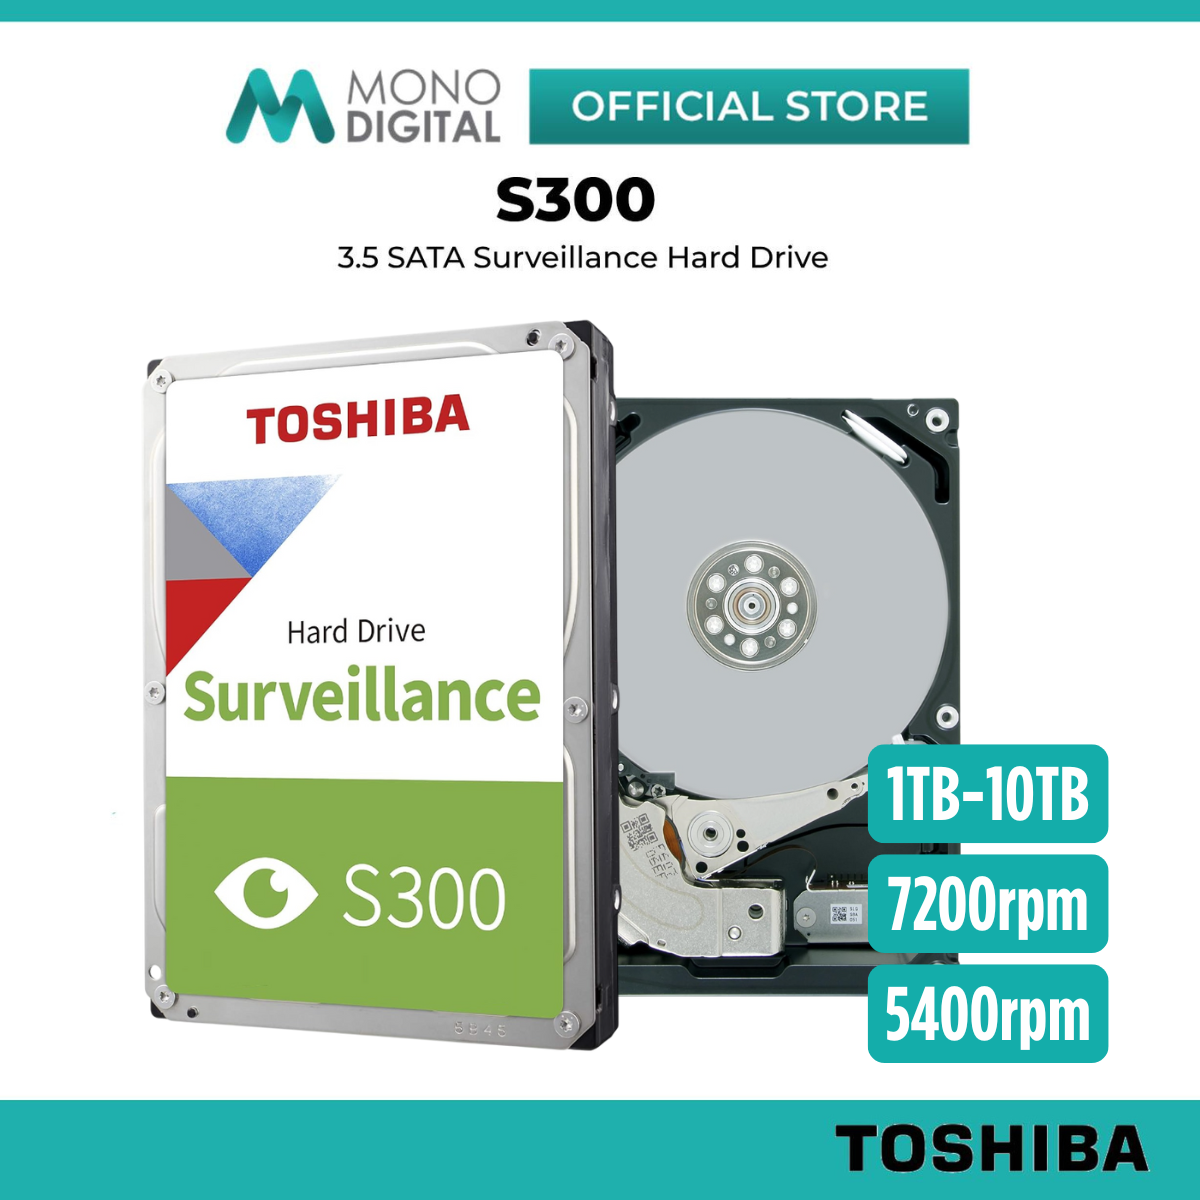 MONO
DIGITAL
OFFICIAL STORE
S300
3.5 SATA Surveillance Hard Drive
TOSHIBA
Hard Drive
Surveillance
S300
1TB-10TB
7200rpm
5400rpm
TOSHIBA